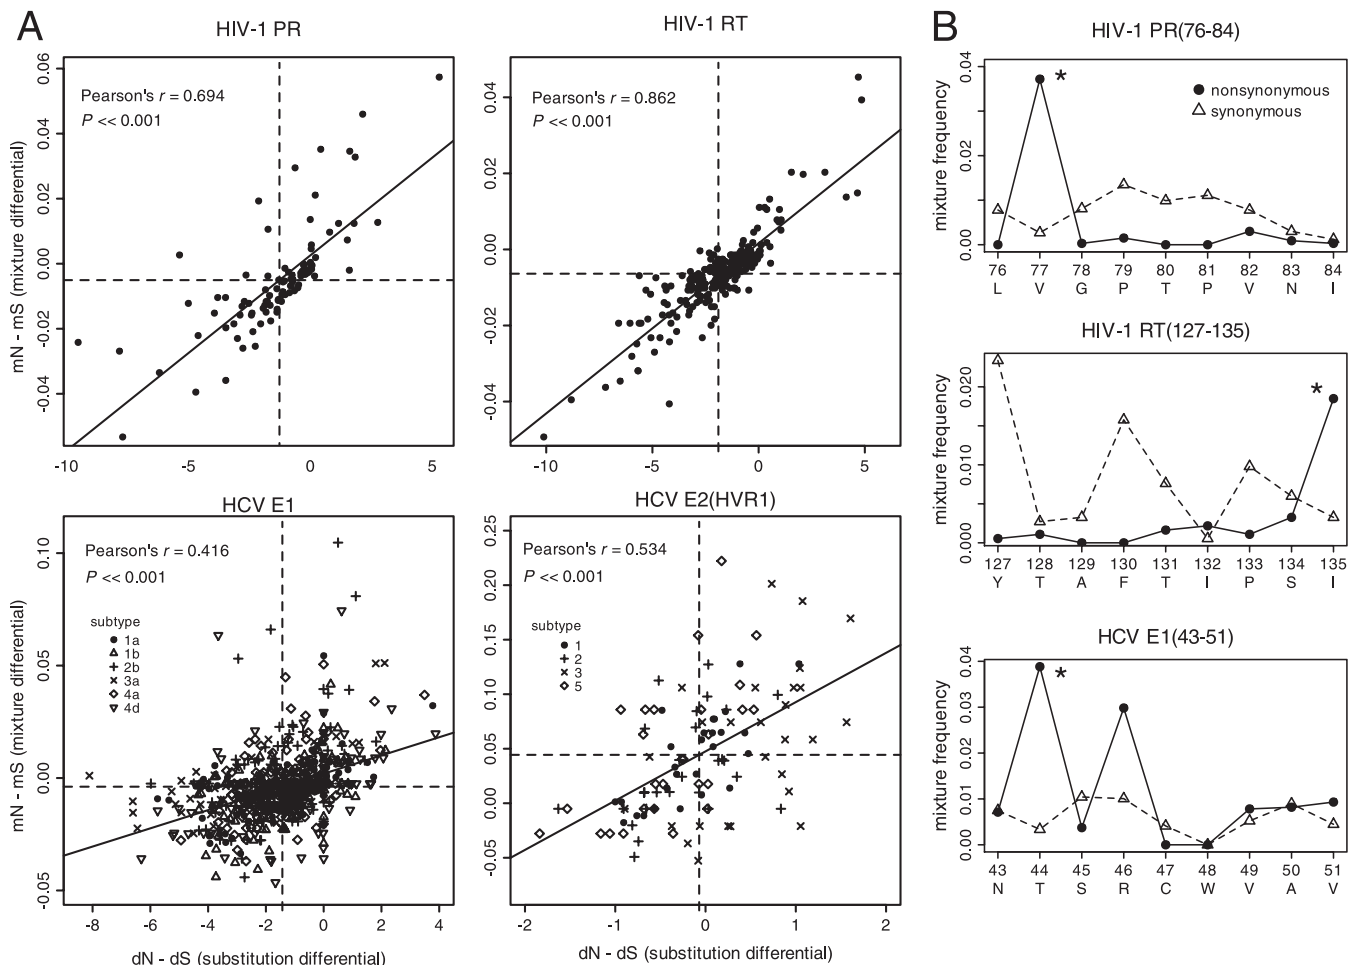 A
HIV-1 PR
Pearson's r = 0.694
P << 0.001
mN - mS (mixture differential)
0.06
0.04
0.02
0.00
-0.02
-0.04
-10 -5 0 5
HIV-1 RT
Pearson's r = 0.862
P << 0.001
0.04
0.02
0.00
-0.02
-0.04
-10 -5 0
HCV E1
Pearson's r = 0.416
P << 0.001
subtype
1a
1b
2b
3a
4a
4d
mN - mS (mixture differential)
0.10
0.05
0.00
-0.05
-8 -6 -4 -2 0 2 4
dN - dS (substitution differential)
HCV E2(HVR1)
Pearson's r = 0.534
P << 0.001
subtype
1
2
3
5
0.25
0.20
0.15
0.10
0.05
0.00
-0.05
-2 -1 0 1 2
dN - dS (substitution differential)
B
HIV-1 PR(76-84)
nonsynonymous
synonymous
*
mixture frequency
0.04
0.02
0.00
76 77 78 79 80 81 82 83 84
L V G P T P V N I
HIV-1 RT(127-135)
*
mixture frequency
0.020
0.010
0.000
127 128 129 130 131 132 133 134 135
Y T A F T I P S I
HCV E1(43-51)
*
mixture frequency
0.04
0.03
0.02
0.01
0.00
43 44 45 46 47 48 49 50 51
N T S R C W V A V